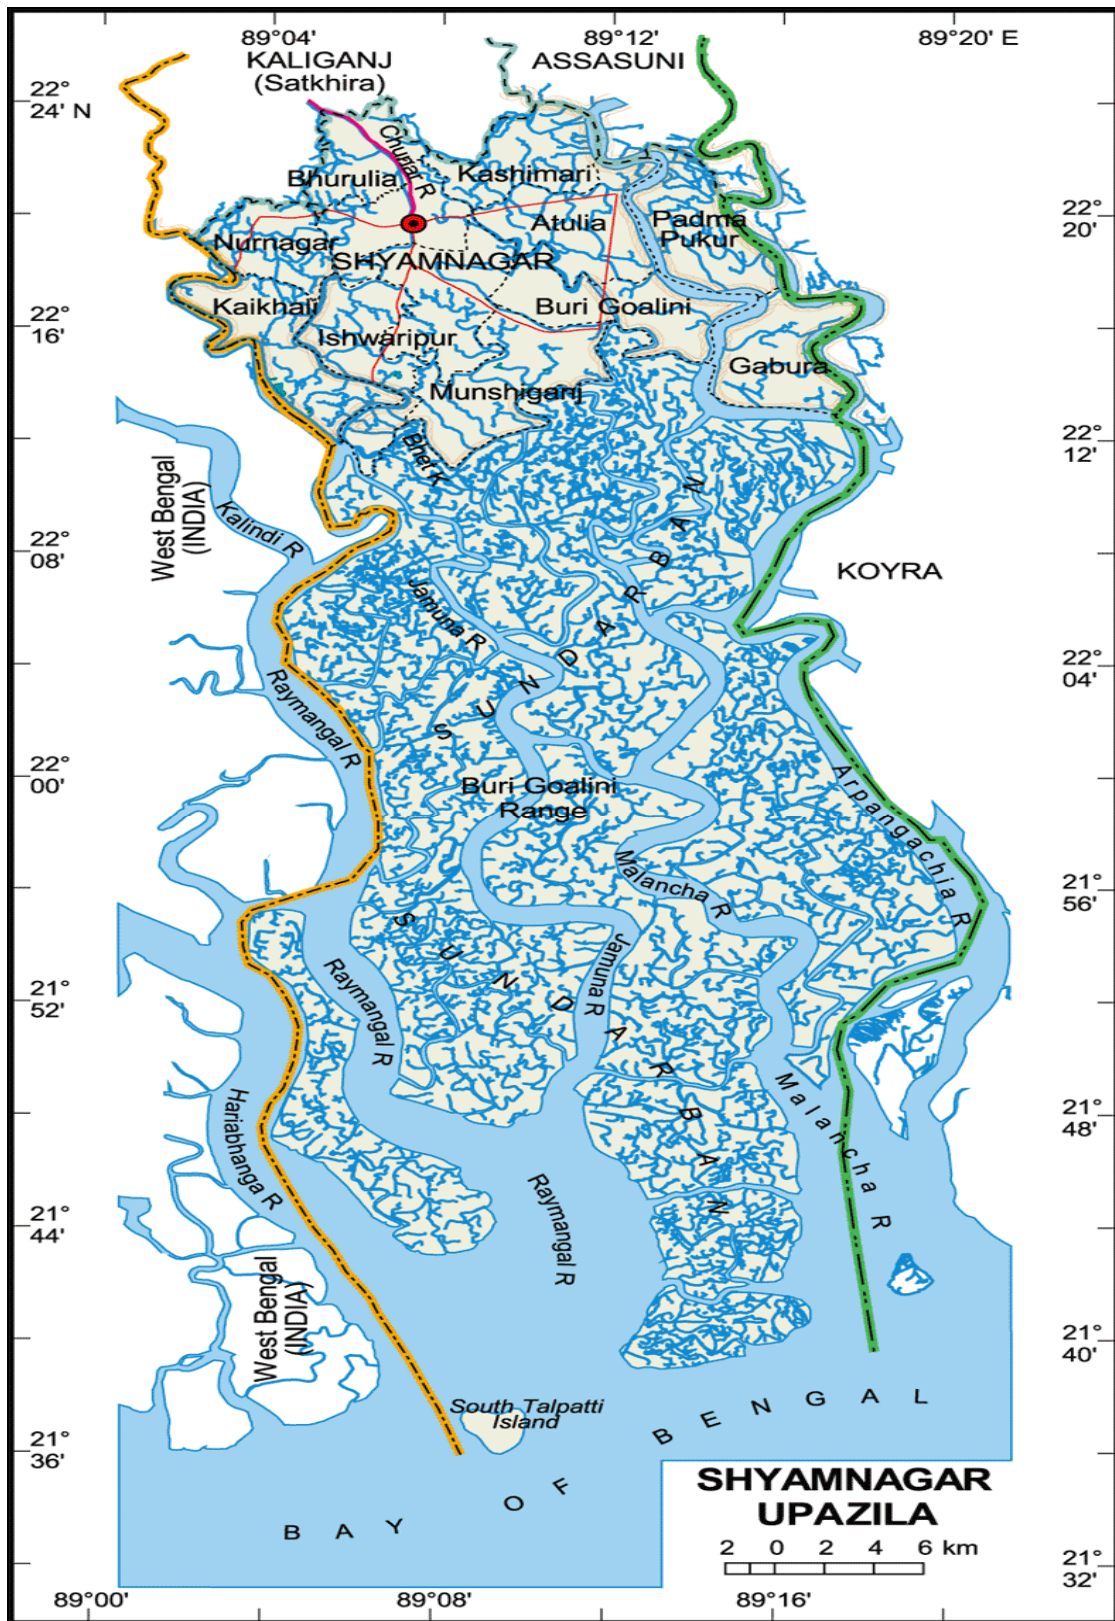 89°04'
89°12'
89°20' E
KALIGANJ
(Satkhira)
ASSASUNI
22°
24' N
Chunar R
Bhurulia
Kashimari
Nurnagar
Atulia
Padma
Pukur
22°
20'
SHYAMNAGAR
Kaikhali
Buri Goalini
22°
16'
Ishwaripur
Gabura
Munshiganj
22°
12'
Bhet K
West Bengal
(INDIA)
Kalindi R
22°
08'
KOYRA
Jamuna R
SUNDARBAN
22°
04'
Raymangal R
22°
00'
Buri Goalini
Range
Arpangachia R
Malancha R
21°
56'
SUNDARBAN
Jamuna R
Raymangal R
21°
52'
Malancha R
21°
48'
Hariabhanga R
Raymangal R
21°
44'
West Bengal
(INDIA)
21°
40'
South Talpatti
Island
BAY OF BENGAL
21°
36'
SHYAMNAGAR
UPAZILA
2 0 2 4 6 km
21°
32'
89°00'
89°08'
89°16'